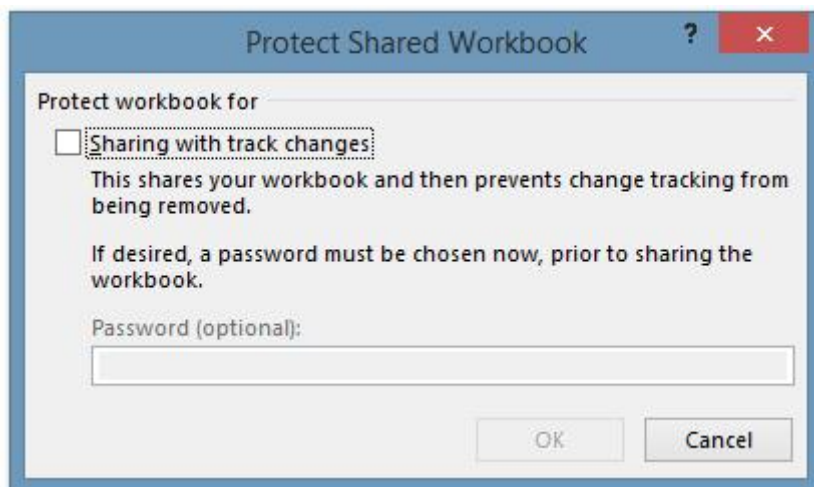 Protect Shared Workbook
?
Protect workbook for
Sharing with track changes
This shares your workbook and then prevents change tracking from
being removed.
If desired, a password must be chosen now, prior to sharing the
workbook.
Password (optional):
OK Cancel